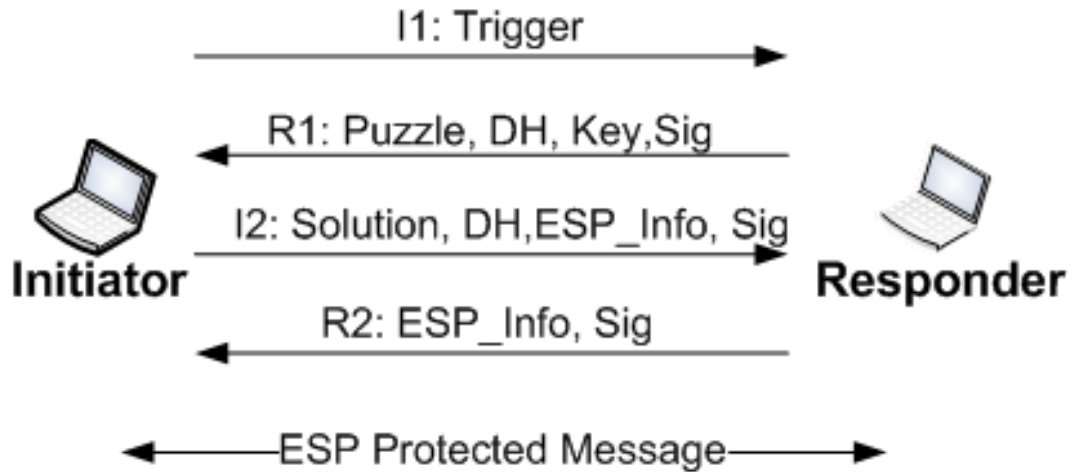 I1: Trigger
R1: Puzzle, DH, Key,Sig
I2: Solution, DH,ESP_Info, Sig
Initiator
Responder
R2: ESP_Info, Sig
ESP Protected Message